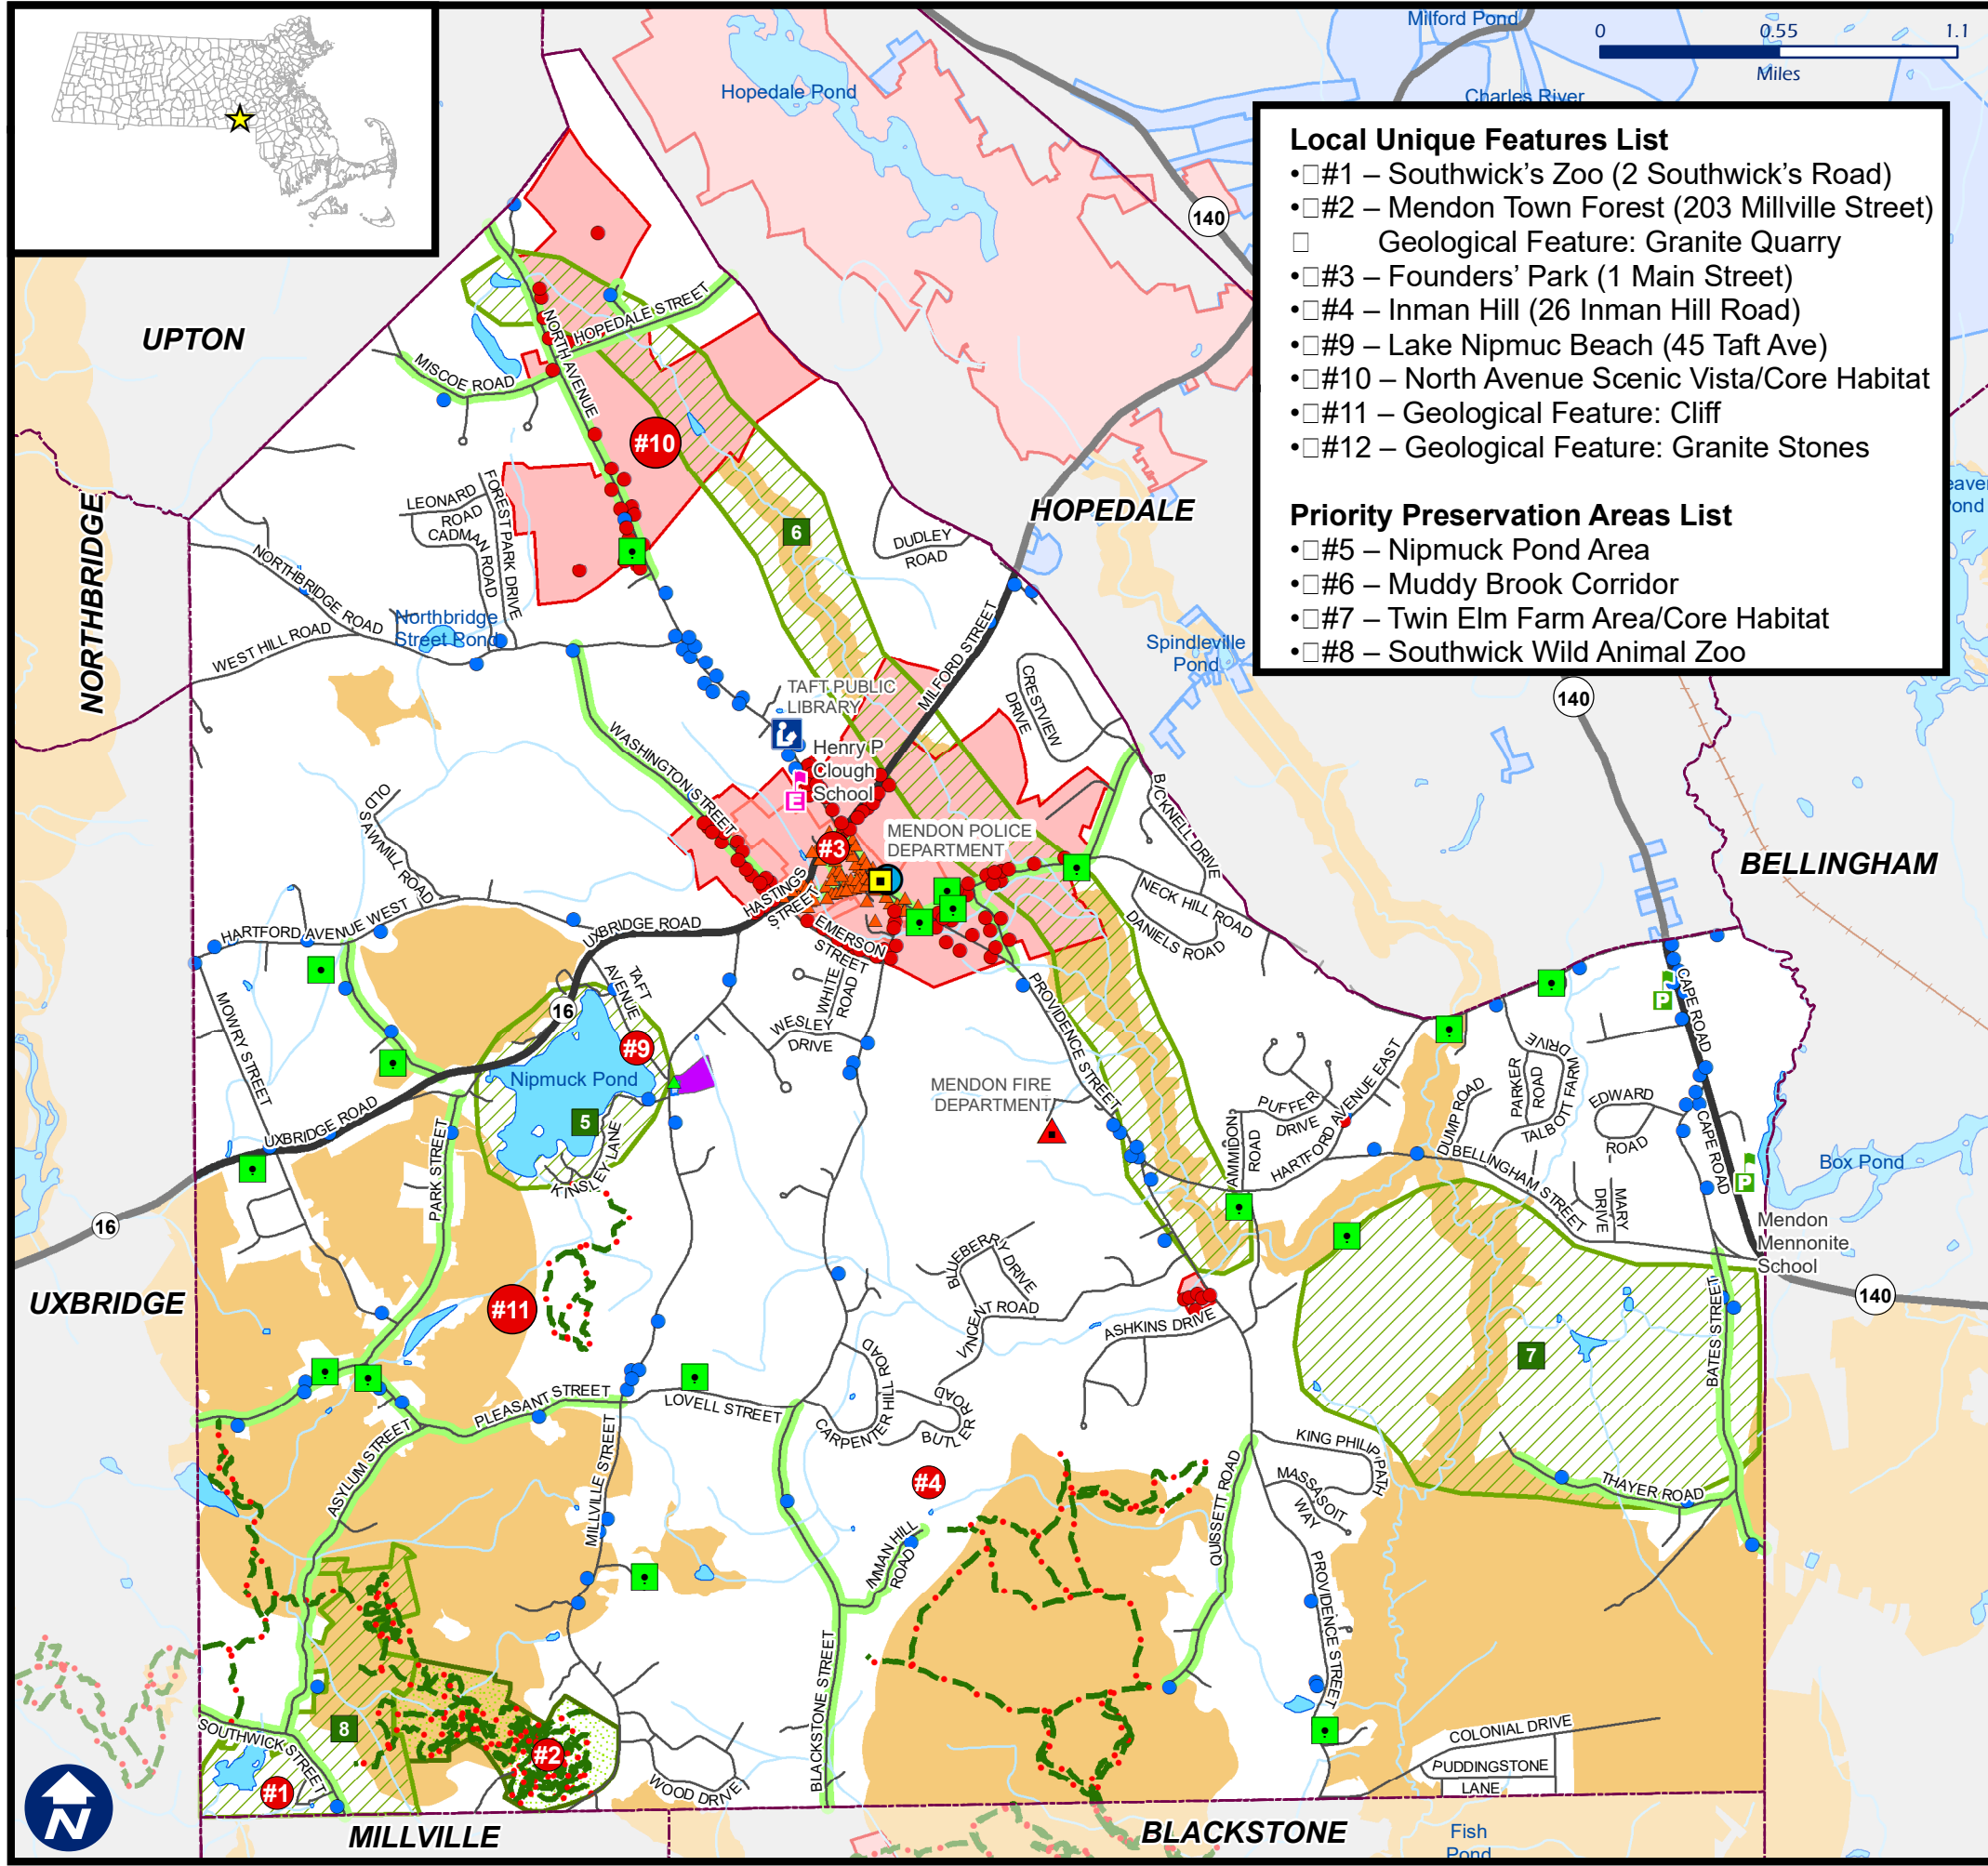 Milford Pond
0 0.55 1.1
Miles
Hopedale Pond
Charles River
140
Local Unique Features List
•□#1 – Southwick's Zoo (2 Southwick's Road)
•□#2 – Mendon Town Forest (203 Millville Street)
□ Geological Feature: Granite Quarry
•□#3 – Founders' Park (1 Main Street)
•□#4 – Inman Hill (26 Inman Hill Road)
•□#9 – Lake Nipmuc Beach (45 Taft Ave)
•□#10 – North Avenue Scenic Vista/Core Habitat
•□#11 – Geological Feature: Cliff
•□#12 – Geological Feature: Granite Stones
Priority Preservation Areas List
•□#5 – Nipmuck Pond Area
•□#6 – Muddy Brook Corridor
•□#7 – Twin Elm Farm Area/Core Habitat
•□#8 – Southwick Wild Animal Zoo
UPTON
HOPEDALE STREET
NORTH AVENUE
MISCOE ROAD
#10
NORTHBRIDGE
HOPEDALE
LEONARD
ROAD
CADMAN ROAD
FOREST PARK DRIVE
6
DUDLEY
ROAD
NORTHBRIDGE ROAD
WEST HILL ROAD
Northbridge
Street Pond
Spindleville
Pond
MILFORD STREET
CRESTVIEW
DRIVE
TAFT PUBLIC
LIBRARY
140
WASHINGTON STREET
Henry P
Clough
School
E
OLD
SAWMILL ROAD
MENDON POLICE
DEPARTMENT
#3
BICKNELL DRIVE
BELLINGHAM
HASTINGS
STREET
NECK HILL ROAD
DANIELS ROAD
HARTFORD AVENUE WEST
UXBRIDGE ROAD
EMERSON
STREET
WHITE
ROAD
WESLEY
DRIVE
TAFT
AVENUE
16
#9
MOWRY STREET
PROVIDENCE STREET
Nipmuck Pond
5
KINSLEY LANE
MENDON FIRE
DEPARTMENT
PUFFER
DRIVE
AMMIDON
ROAD
HARTFORD AVENUE EAST
DUMP ROAD
PARKER
ROAD
TALBOTT FARM
DRIVE
EDWARD
ROAD
CAPE ROAD
CAPE ROAD
P
P
Box Pond
UXBRIDGE ROAD
PARK STREET
BELLINGHAM STREET
MARY
DRIVE
Mendon
Mennonite
School
16
UXBRIDGE
#11
BLUEBERRY DRIVE
VINCENT ROAD
ASHKINS DRIVE
140
7
BATES STREET
PLEASANT STREET
LOVELL STREET
CARPENTER HILL ROAD
BUTLER
ROAD
ASYLUM STREET
MILLVILLE STREET
#4
INMAN HILL
ROAD
QUISSETT ROAD
KING PHILIP PATH
MASSASOIT
WAY
THAYER ROAD
PROVIDENCE STREET
BLACKSTONE STREET
8
SOUTHWICK STREET
#1
#2
WOOD DRIVE
COLONIAL DRIVE
PUDDINGSTONE
LANE
N
MILLVILLE
BLACKSTONE
Fish
Pond